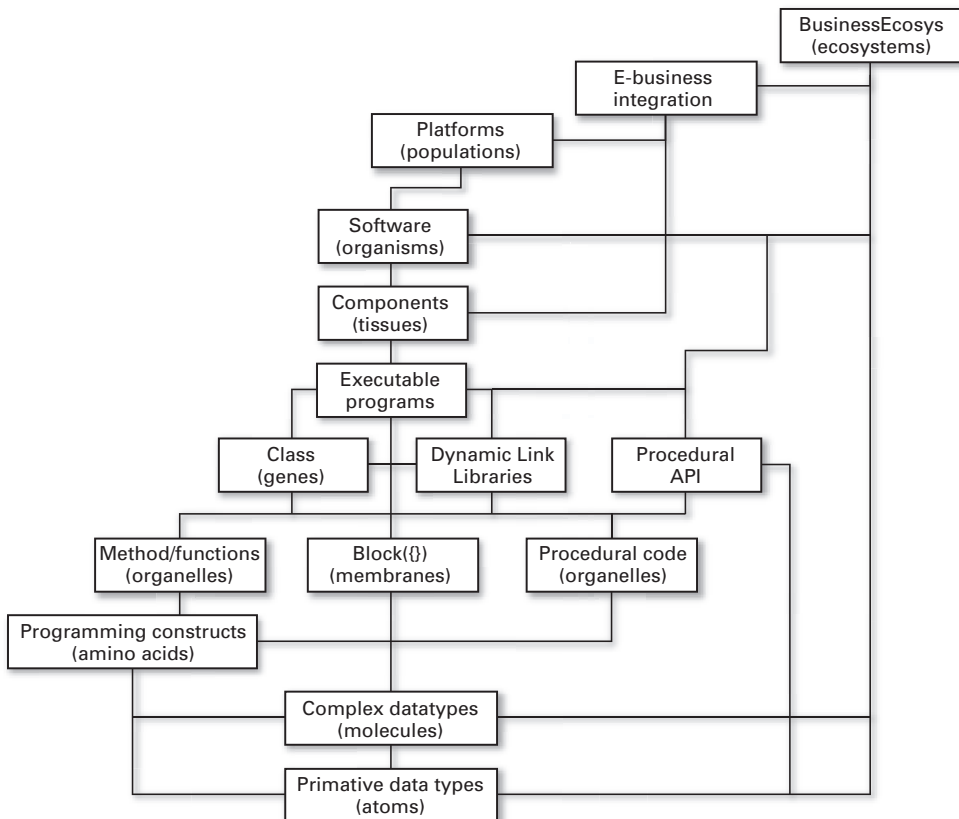 BusinessEcosys
(ecosystems)
E-business
integration
Platforms
(populations)
Software
(organisms)
Components
(tissues)
Executable
programs
Class
(genes)
Dynamic Link
Libraries
Procedural
API
Method/functions
(organelles)
Block({})
(membranes)
Procedural code
(organelles)
Programming constructs
(amino acids)
Complex datatypes
(molecules)
Primative data types
(atoms)